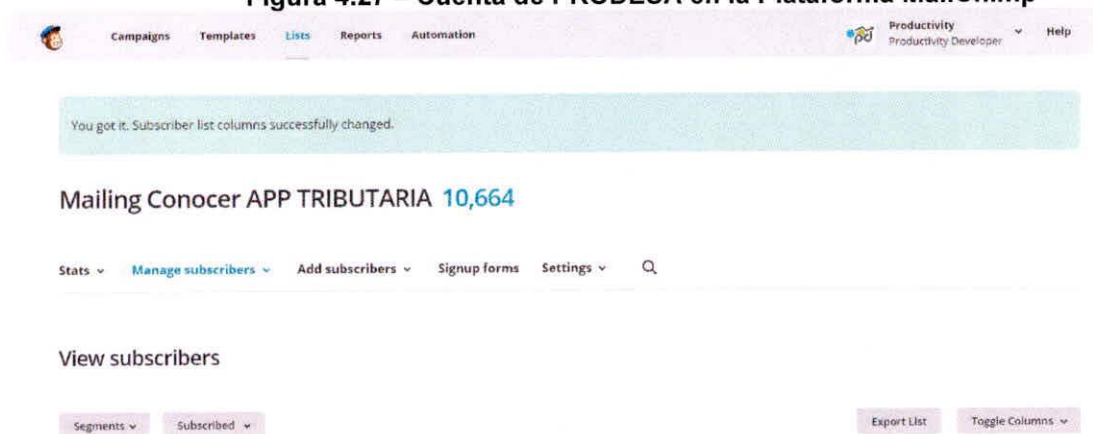 Figura 4.27 – Cuenta de PRODESA en la Plataforma MailChimp
Campaigns Templates Lists Reports Automation
Productivity
Productivity Developer
Help
You got it. Subscriber list columns successfully changed.
Mailing Conocer APP TRIBUTARIA 10,664
Stats Manage subscribers Add subscribers Signup forms Settings
View subscribers
Segments Subscribed Export List Toggle Columns